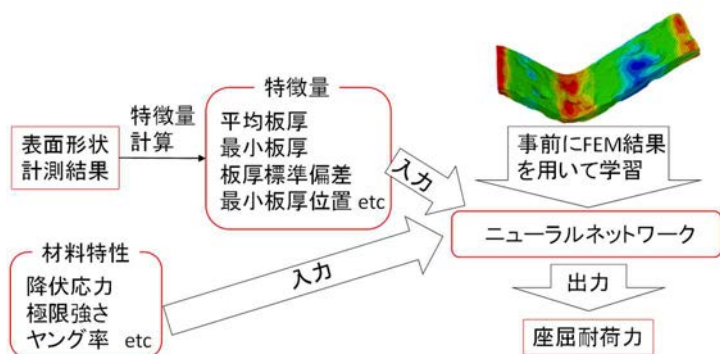 表面形状
計測結果
特徴量
計算
特徴量
平均板厚
最小板厚
板厚標準偏差
最小板厚位置 etc
材料特性
降伏応力
極限強さ
ヤング率 etc
入力
入力
事前にFEM結果
を用いて学習
ニューラルネットワーク
出力
座屈耐荷力